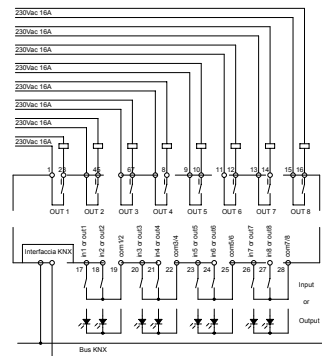 230Vac 16A
230Vac 16A
230Vac 16A
230Vac 16A
230Vac 16A
230Vac 16A
230Vac 16A
230Vac 16A
1 2 3 4 5 6 7 8 9 10 11 12 13 14 15 16
OUT 1 OUT 2 OUT 3 OUT 4 OUT 5 OUT 6 OUT 7 OUT 8
Interfaccia KNX
in1 or out1
in2 or out2
com1/2
in3 or out3
in4 or out4
com3/4
in5 or out5
in6 or out6
com5/6
in7 or out7
in8 or out8
com7/8
17 18 19 20 21 22 23 24 25 26 27 28
Input
or
Output
Bus KNX